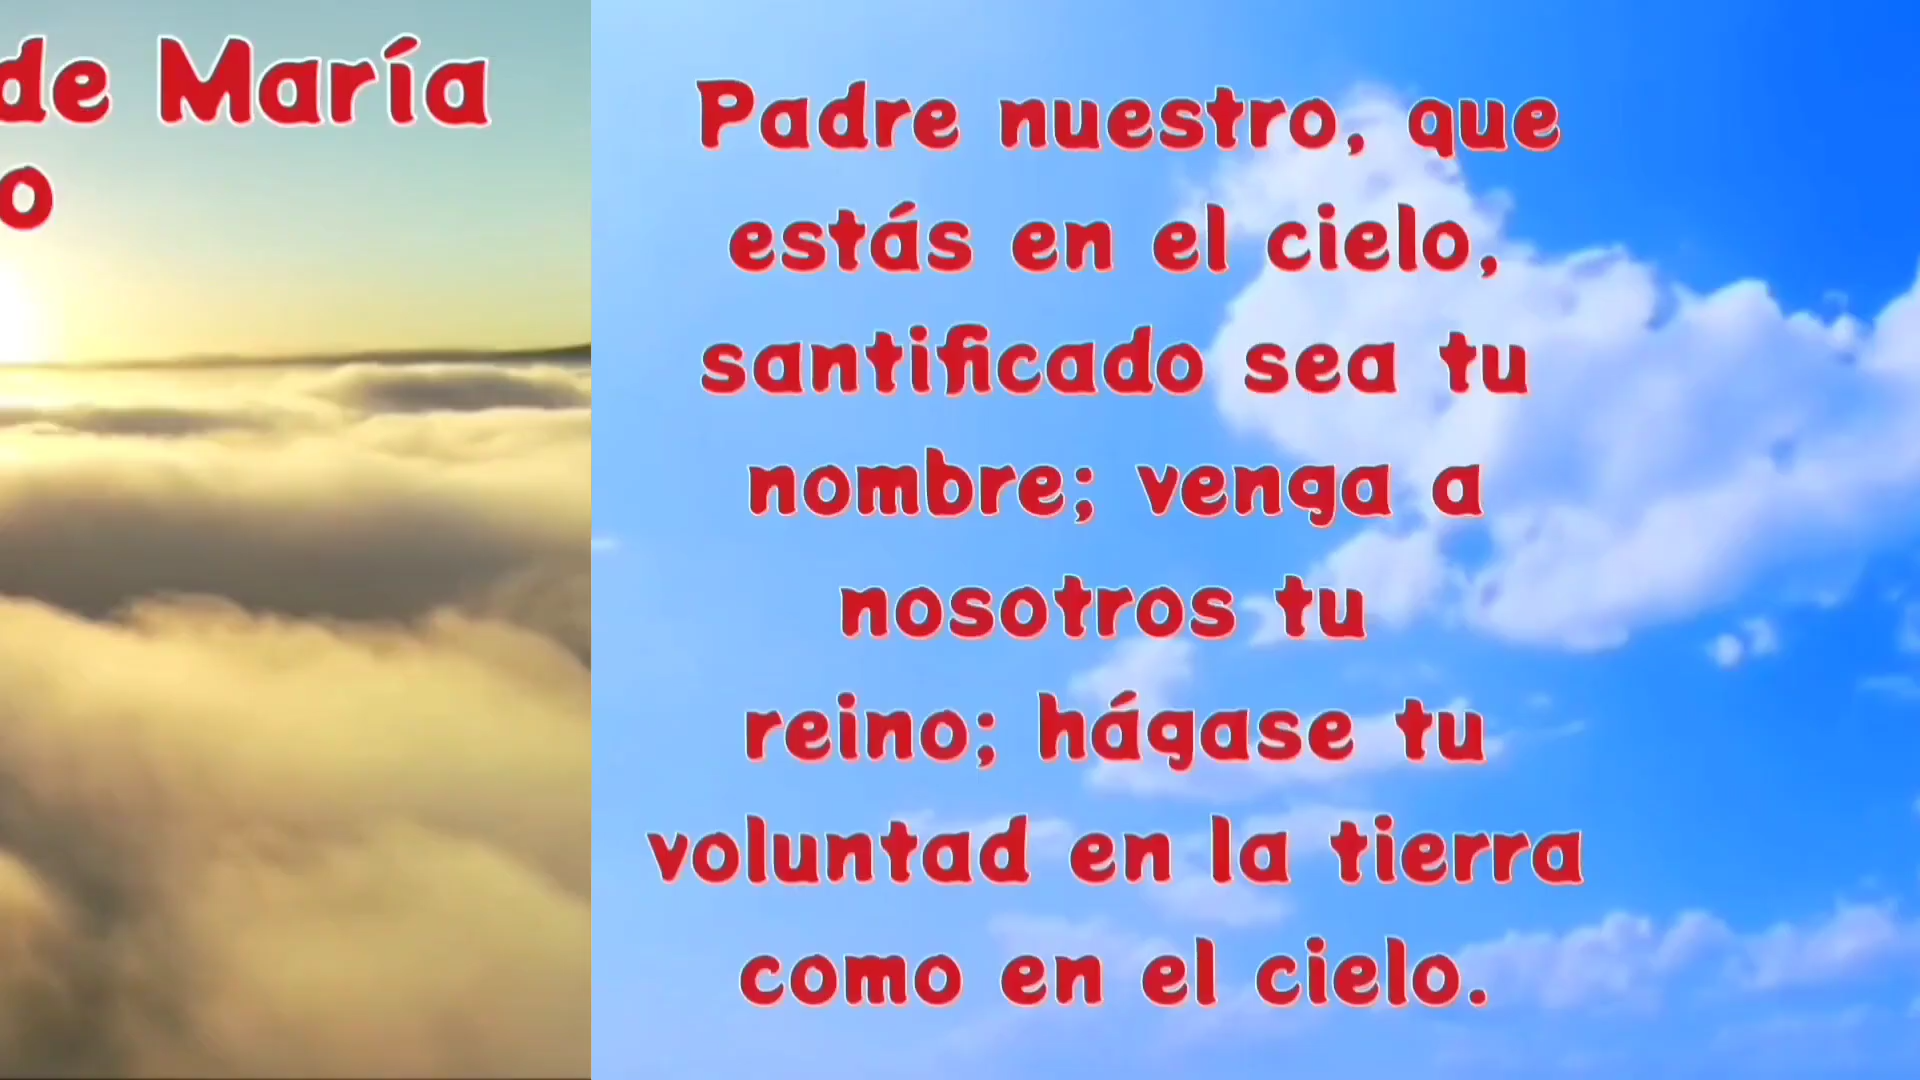 de María
o
Padre nuestro, que
estás en el cielo,
santificado sea tu
nombre; venga a
nosotros tu
reino; hágase tu
voluntad en la tierra
como en el cielo.